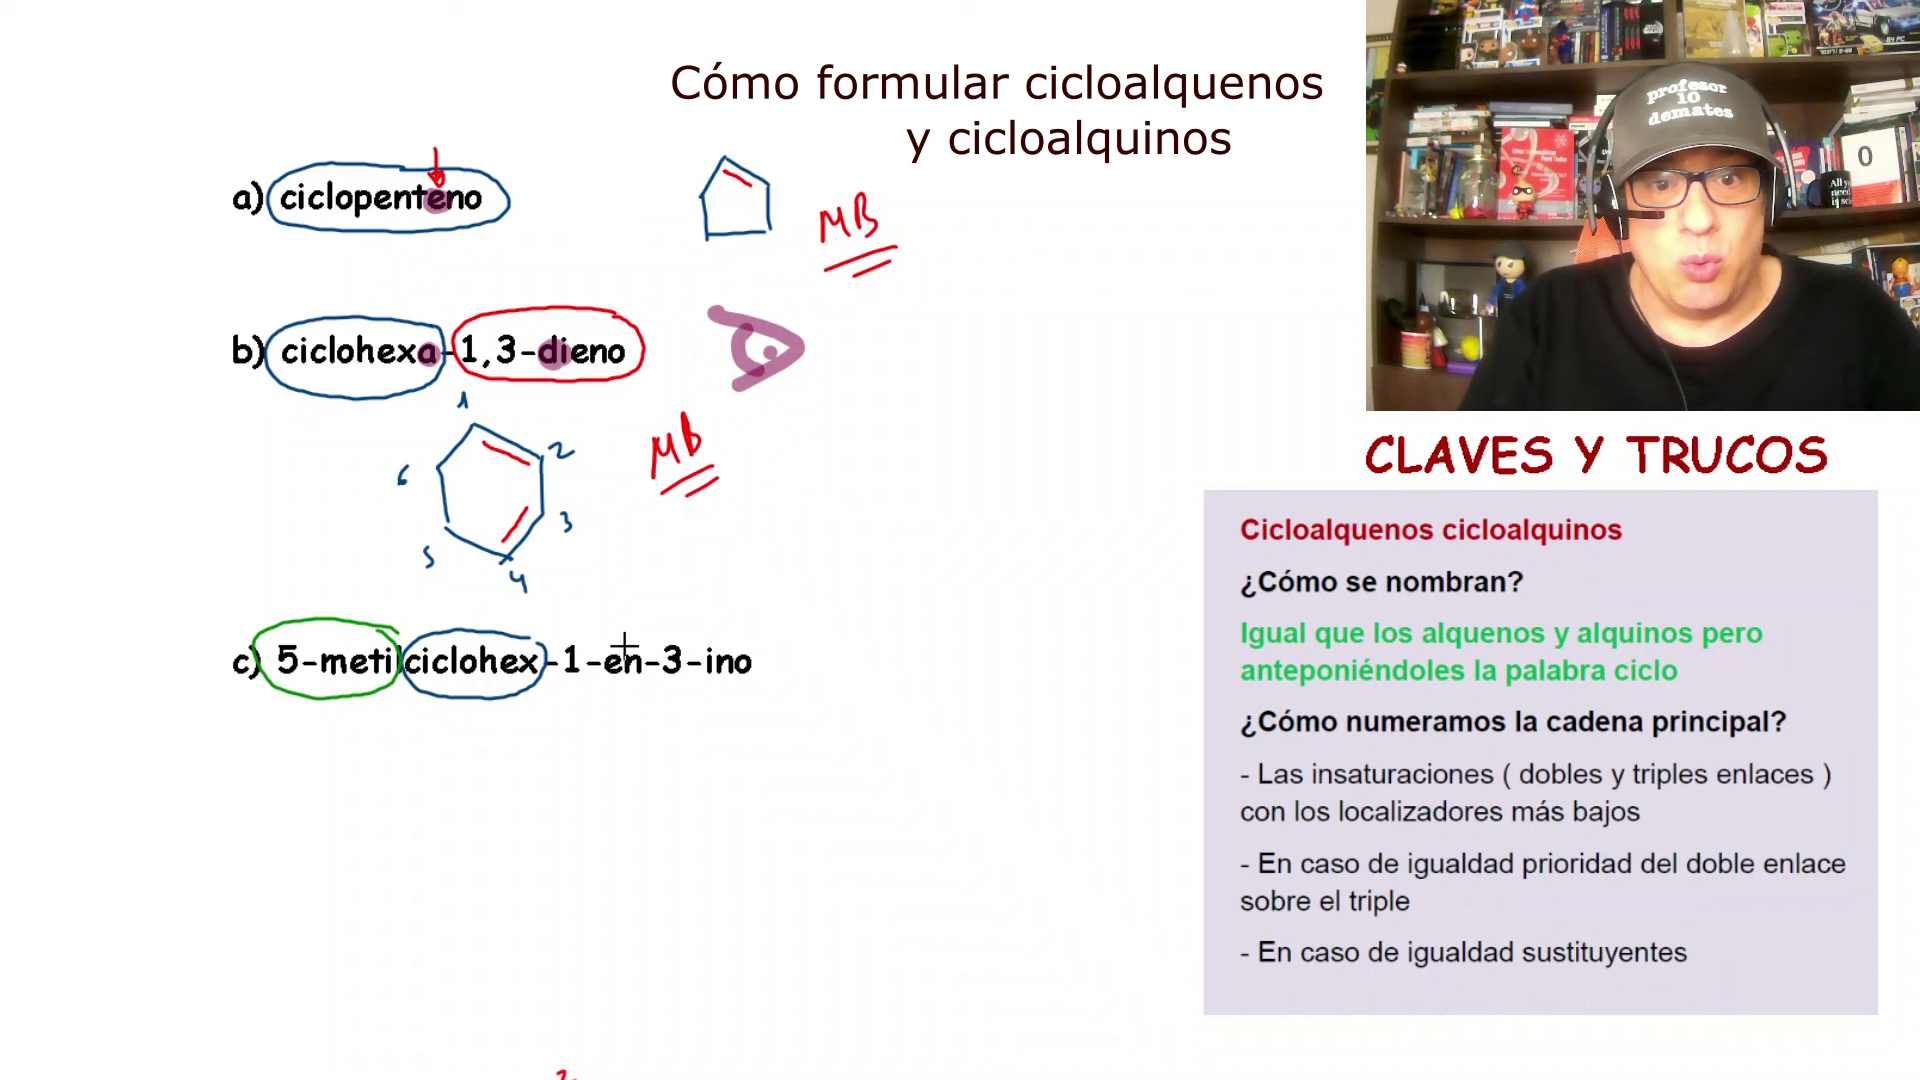 Cómo formular cicloalquenos
y cicloalquinos
a) ciclopenteno
MB
b) ciclohexa-1,3-dieno
1
2
6
3
5
4
MB
c) 5-metilciclohex-1-en-3-ino
profesor
10
demates
0
CLAVES Y TRUCOS
Cicloalquenos cicloalquinos
¿Cómo se nombran?
Igual que los alquenos y alquinos pero
anteponiéndoles la palabra ciclo
¿Cómo numeramos la cadena principal?
- Las insaturaciones ( dobles y triples enlaces )
con los localizadores más bajos
- En caso de igualdad prioridad del doble enlace
sobre el triple
- En caso de igualdad sustituyentes